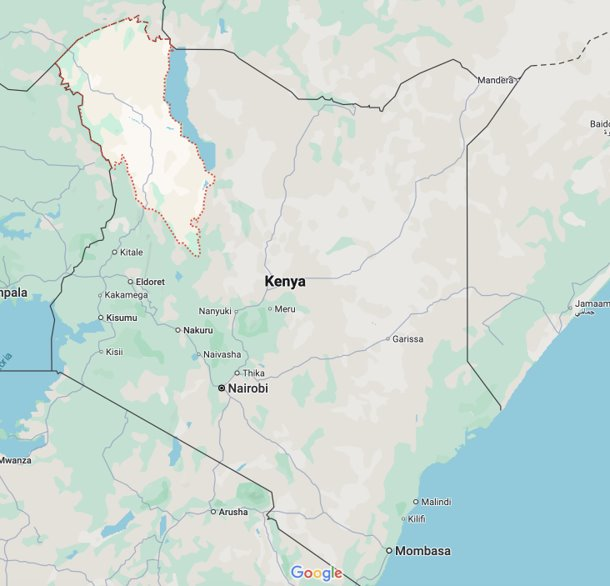 Mandera
Baido
Kitale
Kenya
mpala
Eldoret
Kakamega
Nanyuki
Meru
Jamaam
Kisumu
Nakuru
Garissa
Kisii
Naivasha
Thika
Nairobi
Mwanza
Malindi
Arusha
Kilifi
Mombasa
Google